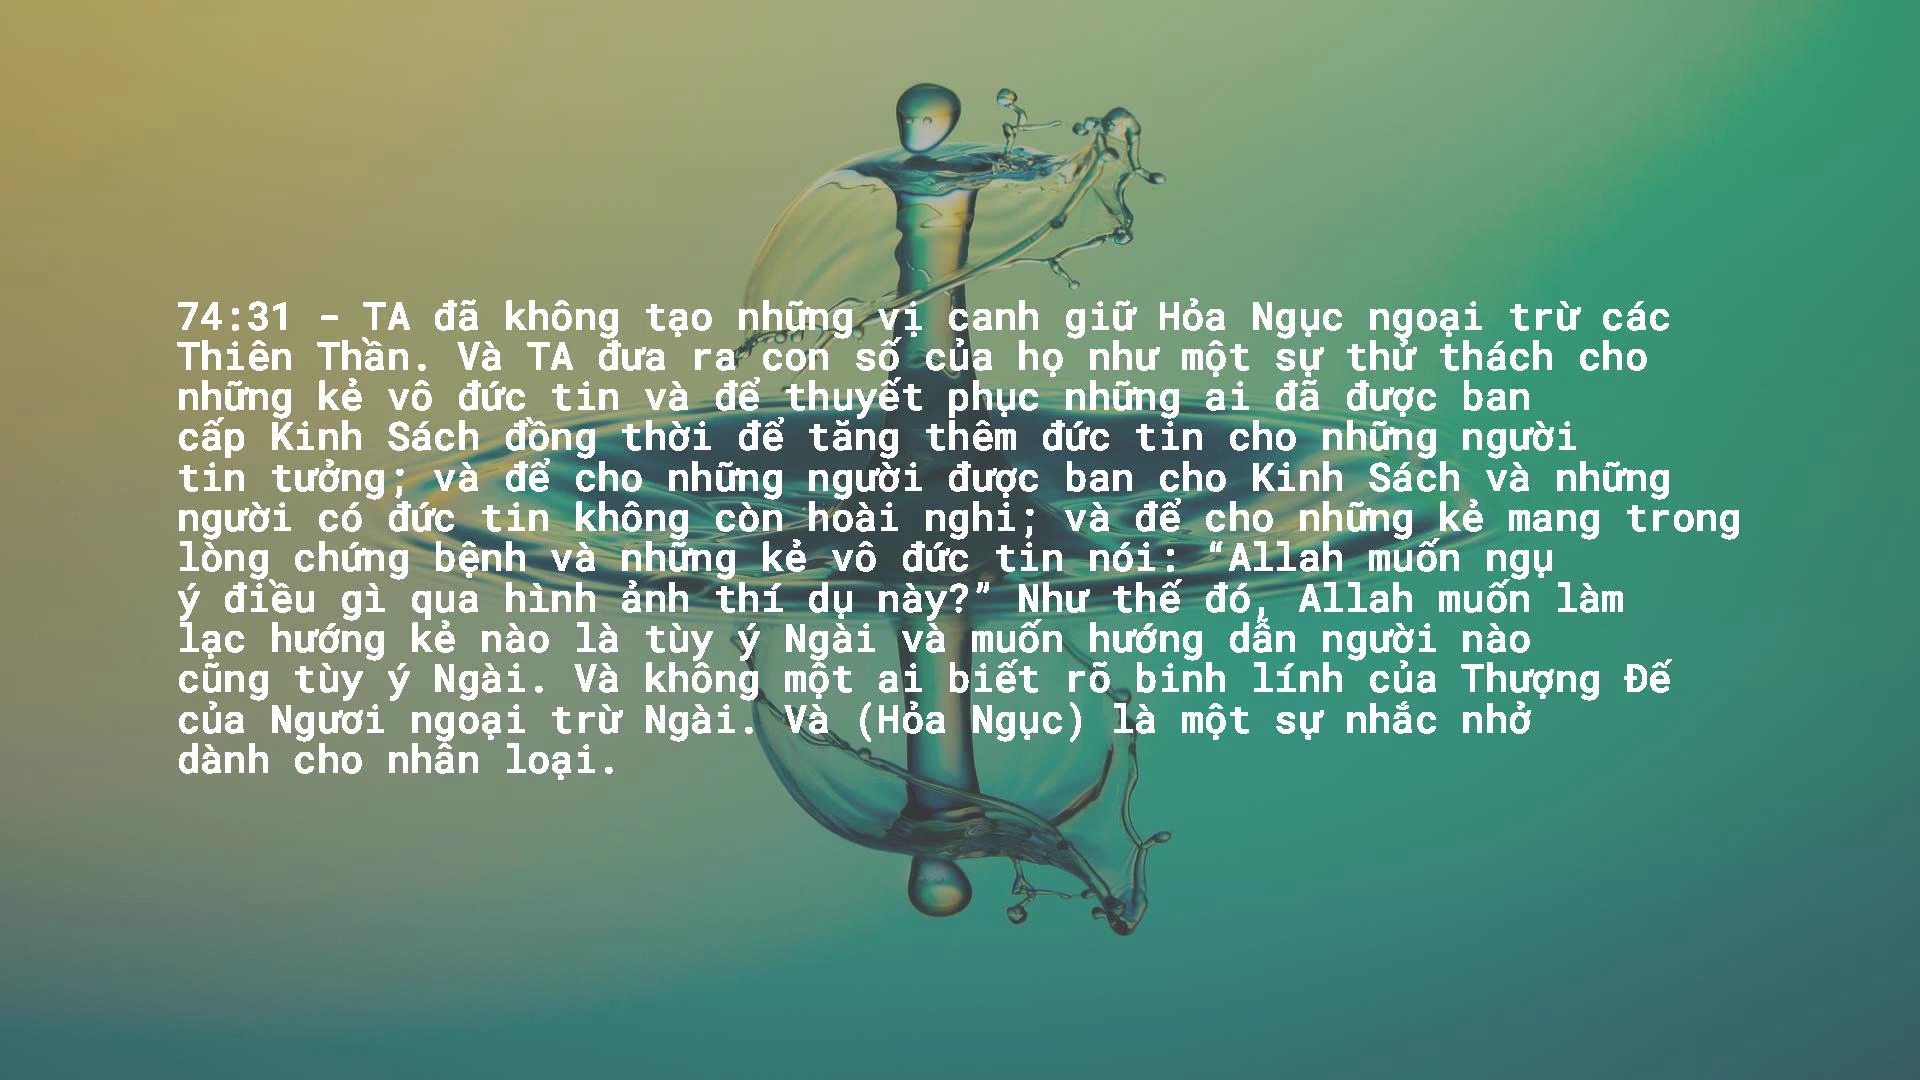 74:31 - TA đã không tạo những vị canh giữ Hỏa Ngục ngoại trừ các
Thiên Thần. Và TA đưa ra con số của họ như một sự thử thách cho
những kẻ vô đức tin và để thuyết phục những ai đã được ban
cấp Kinh Sách đồng thời để tăng thêm đức tin cho những người
tin tưởng; và để cho những người được ban cho Kinh Sách và những
người có đức tin không còn hoài nghi; và để cho những kẻ mang trong
lòng chứng bệnh và những kẻ vô đức tin nói: “Allah muốn ngụ
ý điều gì qua hình ảnh thí dụ này?” Như thế đó, Allah muốn làm
lạc hướng kẻ nào là tùy ý Ngài và muốn hướng dẫn người nào
cũng tùy ý Ngài. Và không một ai biết rõ binh lính của Thượng Đế
của Ngươi ngoại trừ Ngài. Và (Hỏa Ngục) là một sự nhắc nhở
dành cho nhân loại.